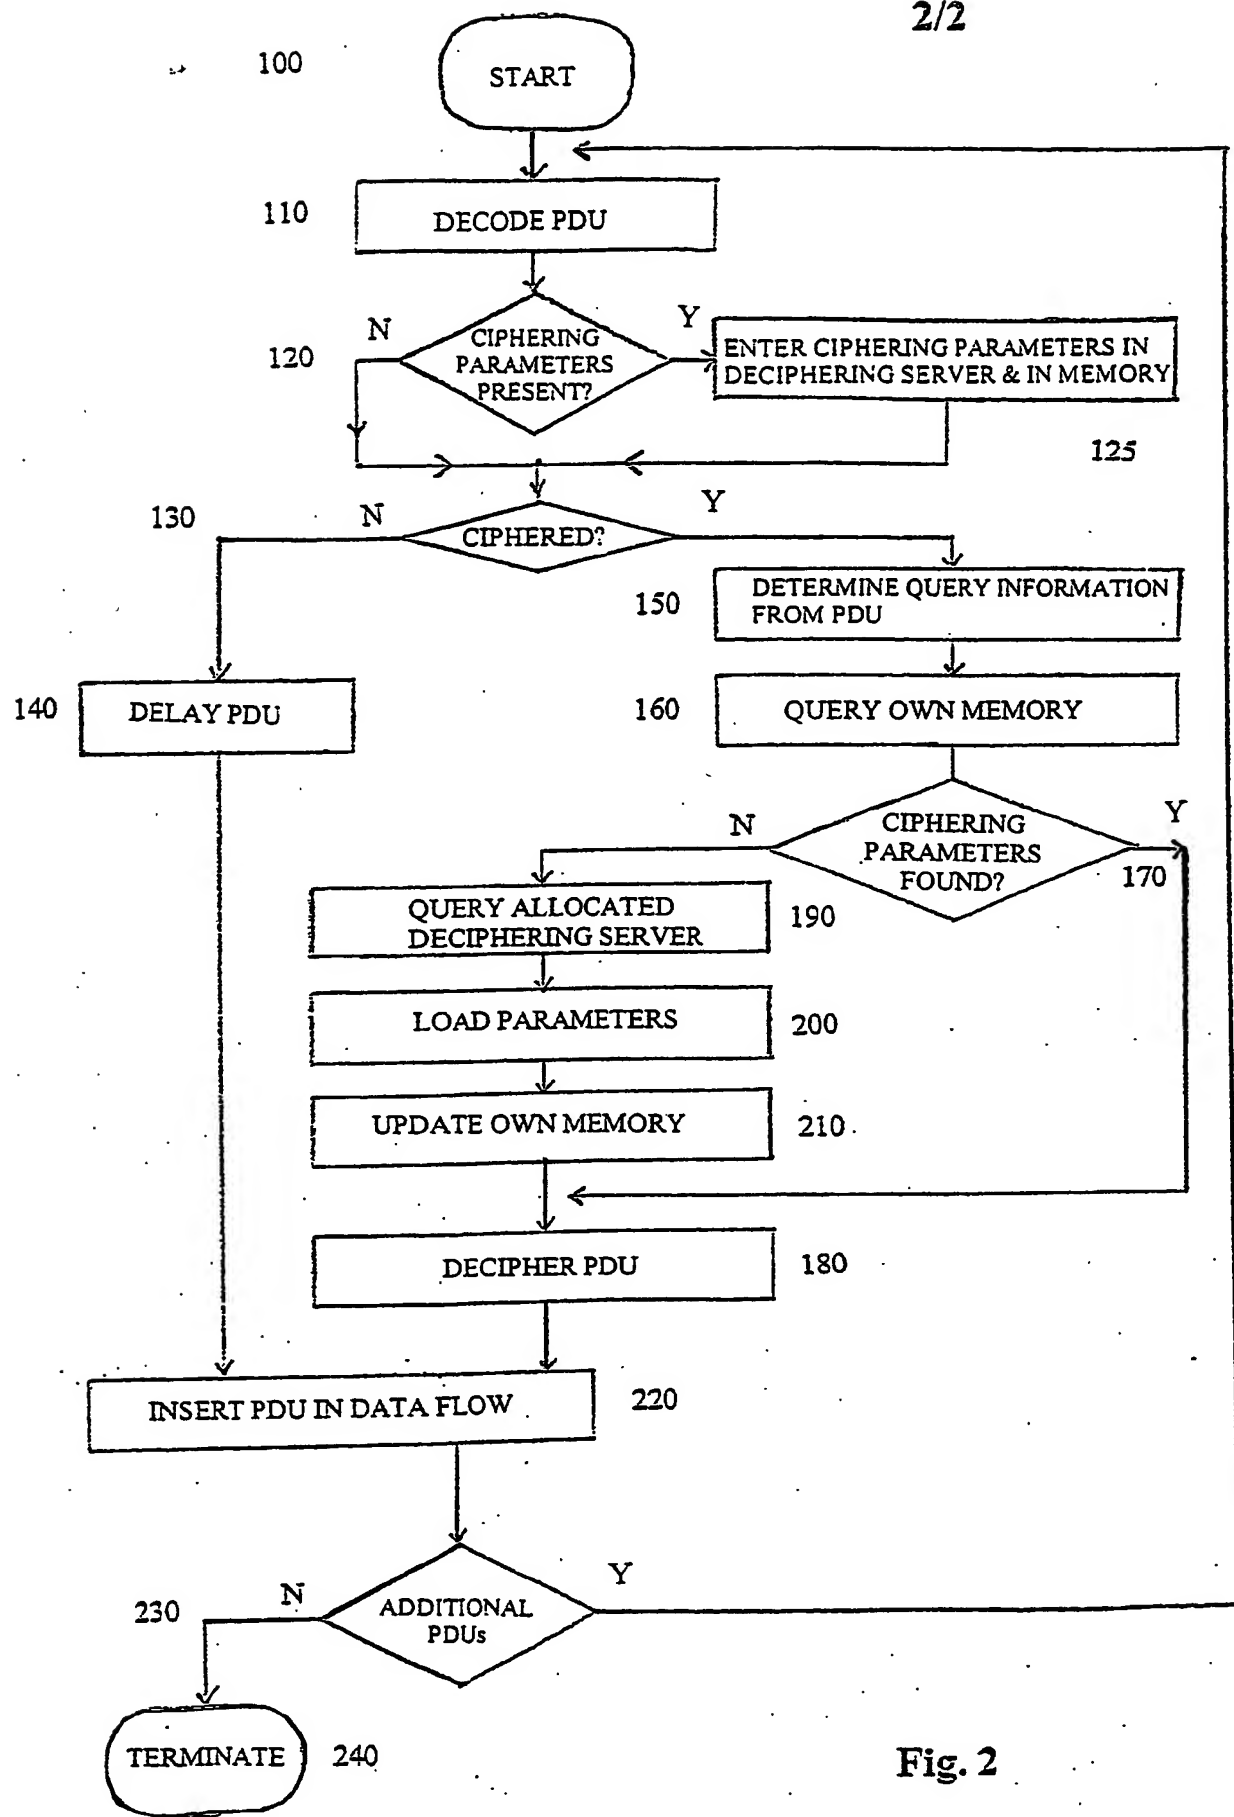 2/2
100
START
110
DECODE PDU
N
Y
120
CIPHERING
PARAMETERS
PRESENT?
ENTER CIPHERING PARAMETERS IN
DECIPHERING SERVER & IN MEMORY
125
130
N
Y
CIPHERED?
150
DETERMINE QUERY INFORMATION
FROM PDU
140
DELAY PDU
160
QUERY OWN MEMORY
N
Y
CIPHERING
PARAMETERS
FOUND?
170
QUERY ALLOCATED
DECIPHERING SERVER
190
LOAD PARAMETERS
200
UPDATE OWN MEMORY
210
DECIPHER PDU
180
INSERT PDU IN DATA FLOW
220
N
Y
230
ADDITIONAL
PDUs
TERMINATE
240
Fig. 2